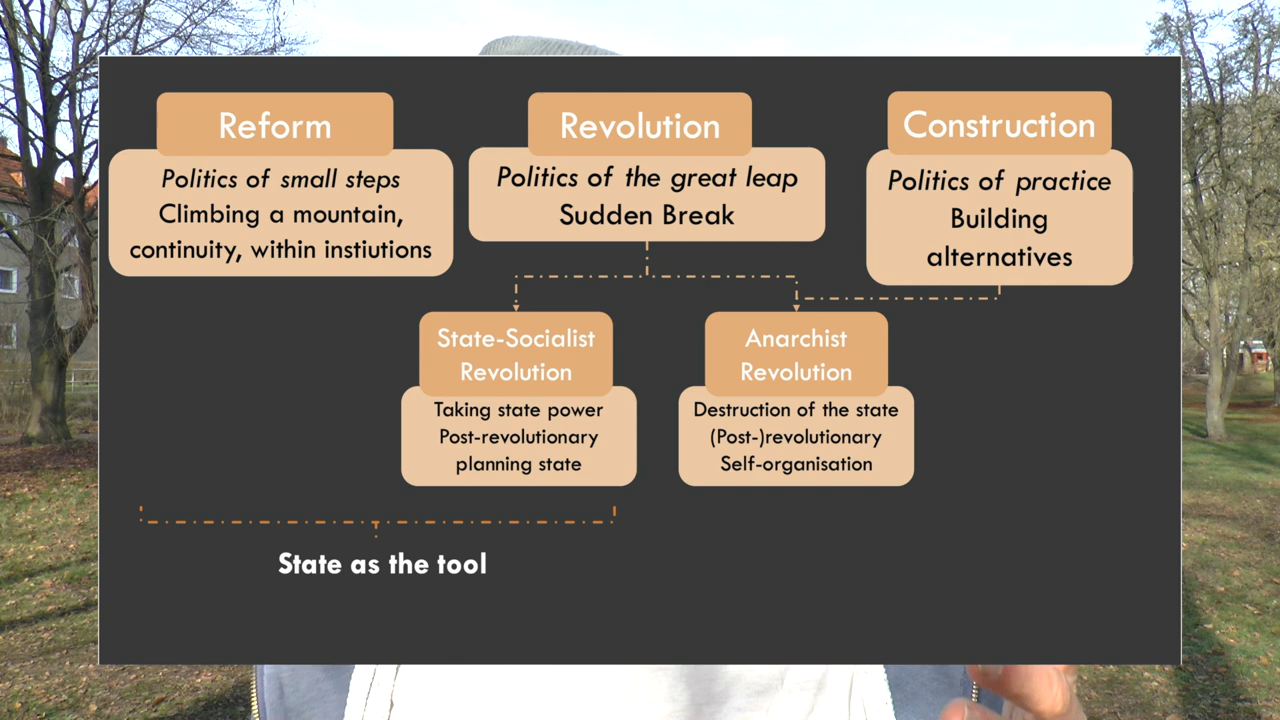 Reform
Politics of small steps
Climbing a mountain,
continuity, within instiutions
Revolution
Politics of the great leap
Sudden Break
Construction
Politics of practice
Building
alternatives
State-Socialist
Revolution
Taking state power
Post-revolutionary
planning state
Anarchist
Revolution
Destruction of the state
(Post-)revolutionary
Self-organisation
State as the tool